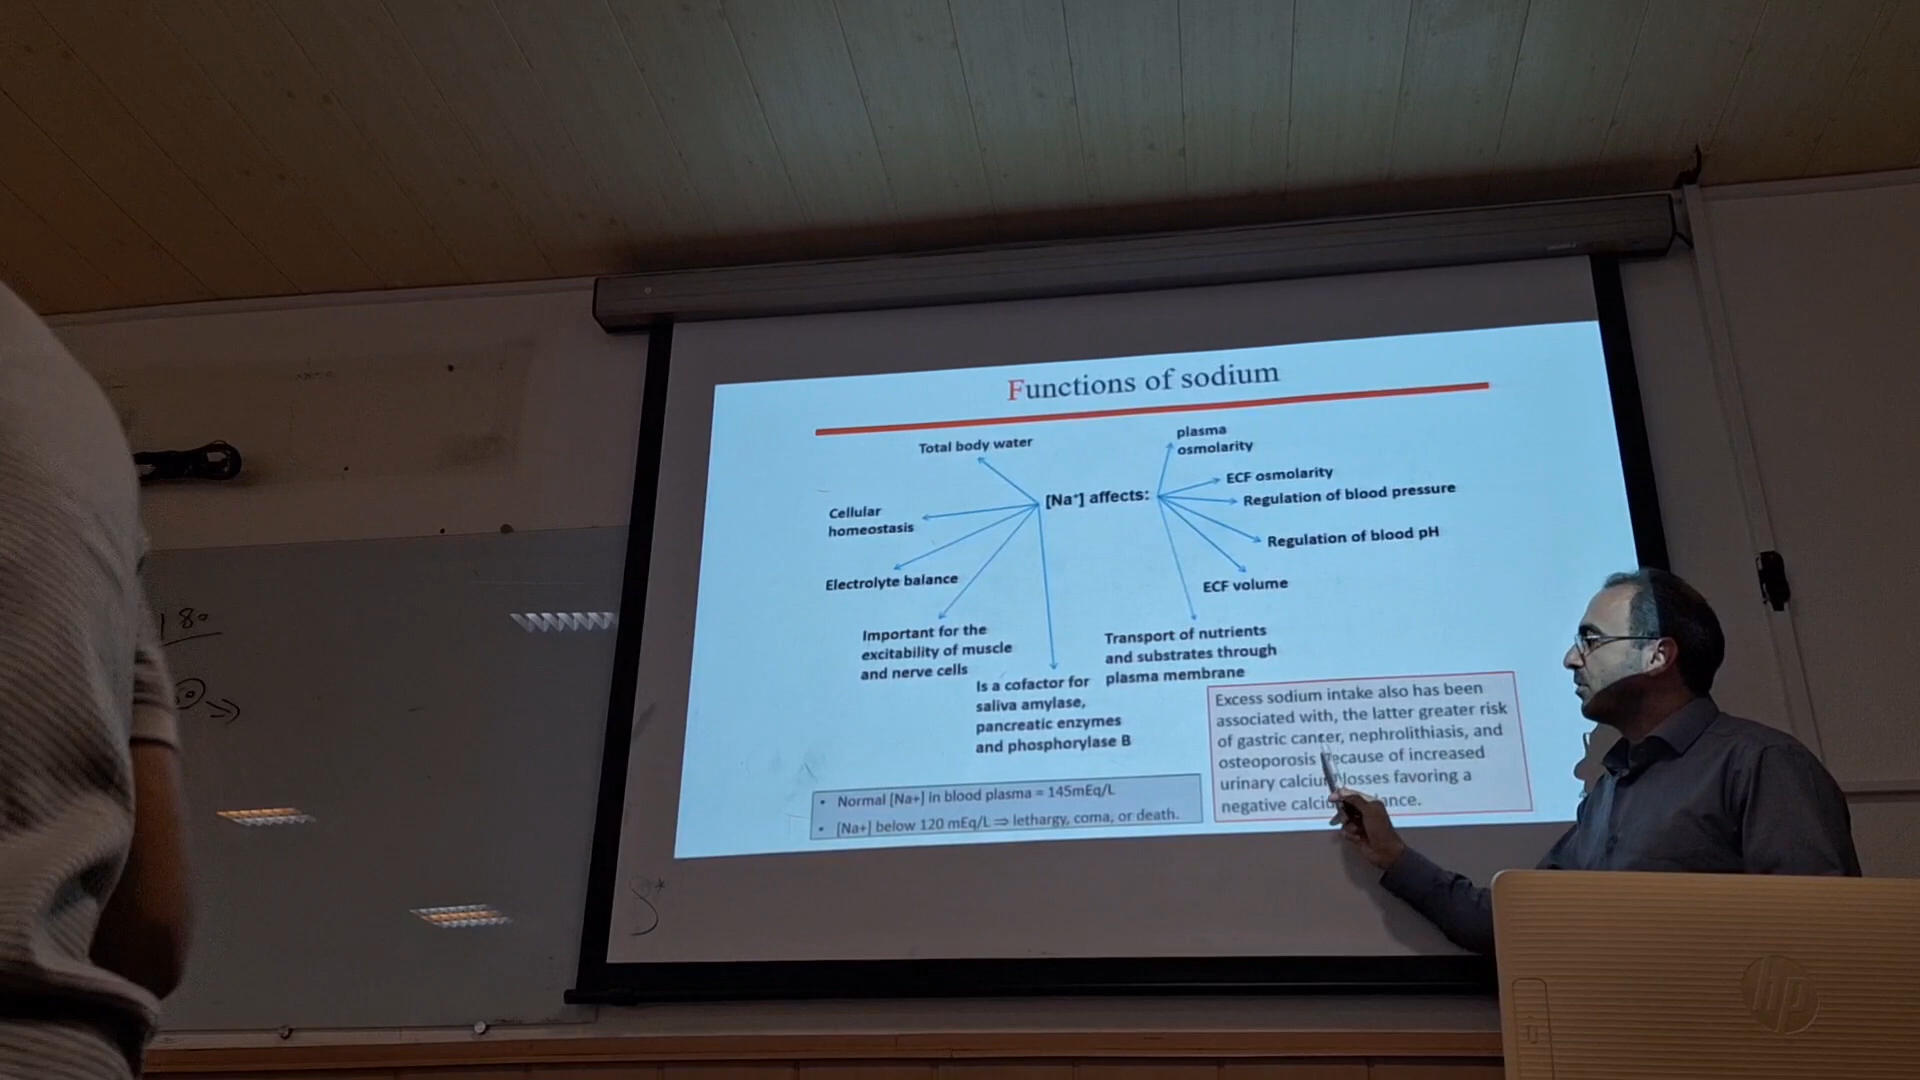 Functions of sodium
Total body water
plasma
osmolarity
[Na⁺] affects:
ECF osmolarity
Regulation of blood pressure
Cellular
homeostasis
Regulation of blood pH
Electrolyte balance
ECF volume
Important for the
excitability of muscle
and nerve cells
Transport of nutrients
and substrates through
plasma membrane
Is a cofactor for
saliva amylase,
pancreatic enzymes
and phosphorylase B
Excess sodium intake also has been
associated with, the latter greater risk
of gastric cancer, nephrolithiasis, and
osteoporosis because of increased
urinary calcium losses favoring a
negative
• Normal [Na+] in blood plasma = 145mEq/L
• [Na+] below 120 mEq/L ⇒ lethargy, coma, or death.
180
hp